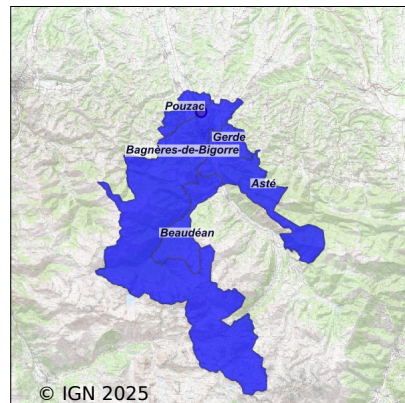 Pouzac
Gerde
Bagnères-de-Bigorre
Asté
Beaudéan
© IGN 2025